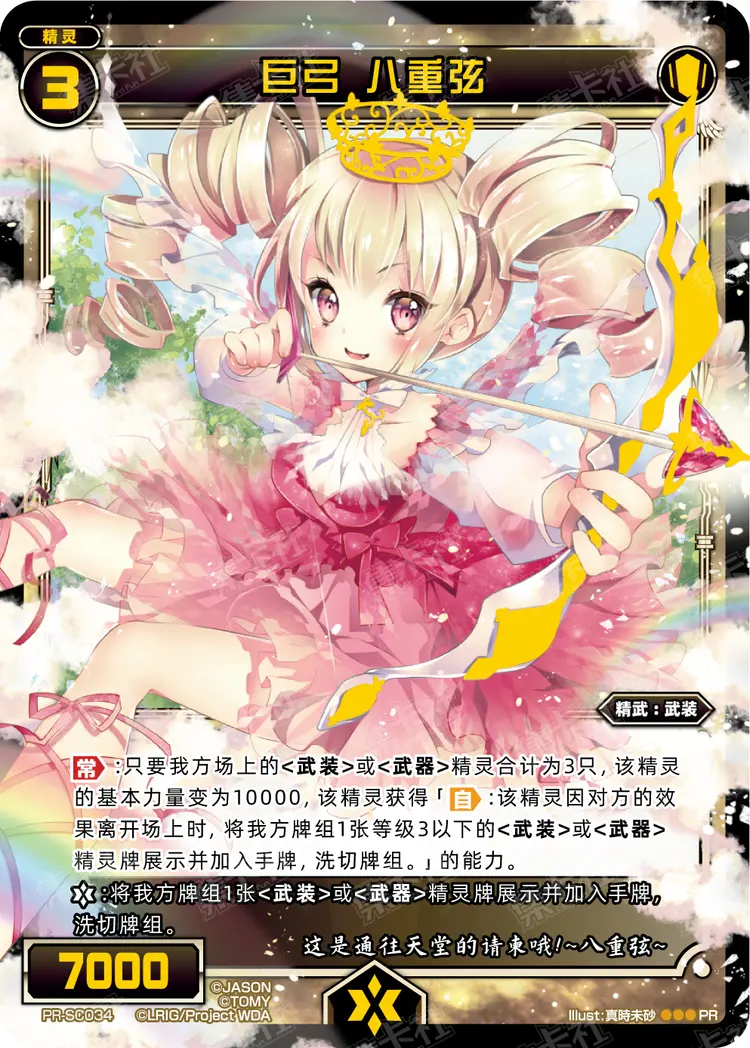 精灵
3
巨弓 八重弦
精武:武装
常:只要我方场上的<武装>或<武器>精灵合计为3只,该精灵
的基本力量变为10000,该精灵获得「自:该精灵因对方的效
果离开场上时,将我方牌组1张等级3以下的<武装>或<武器>
精灵牌展示并加入手牌,洗切牌组。」的能力。
:将我方牌组1张<武装>或<武器>精灵牌展示并加入手牌,
洗切牌组。
这是通往天堂的请柬哦!~八重弦~
7000
©JASON
©TOMY
PR-SC034 ©LRIG/Project WDA
Illust:真時未砂 PR